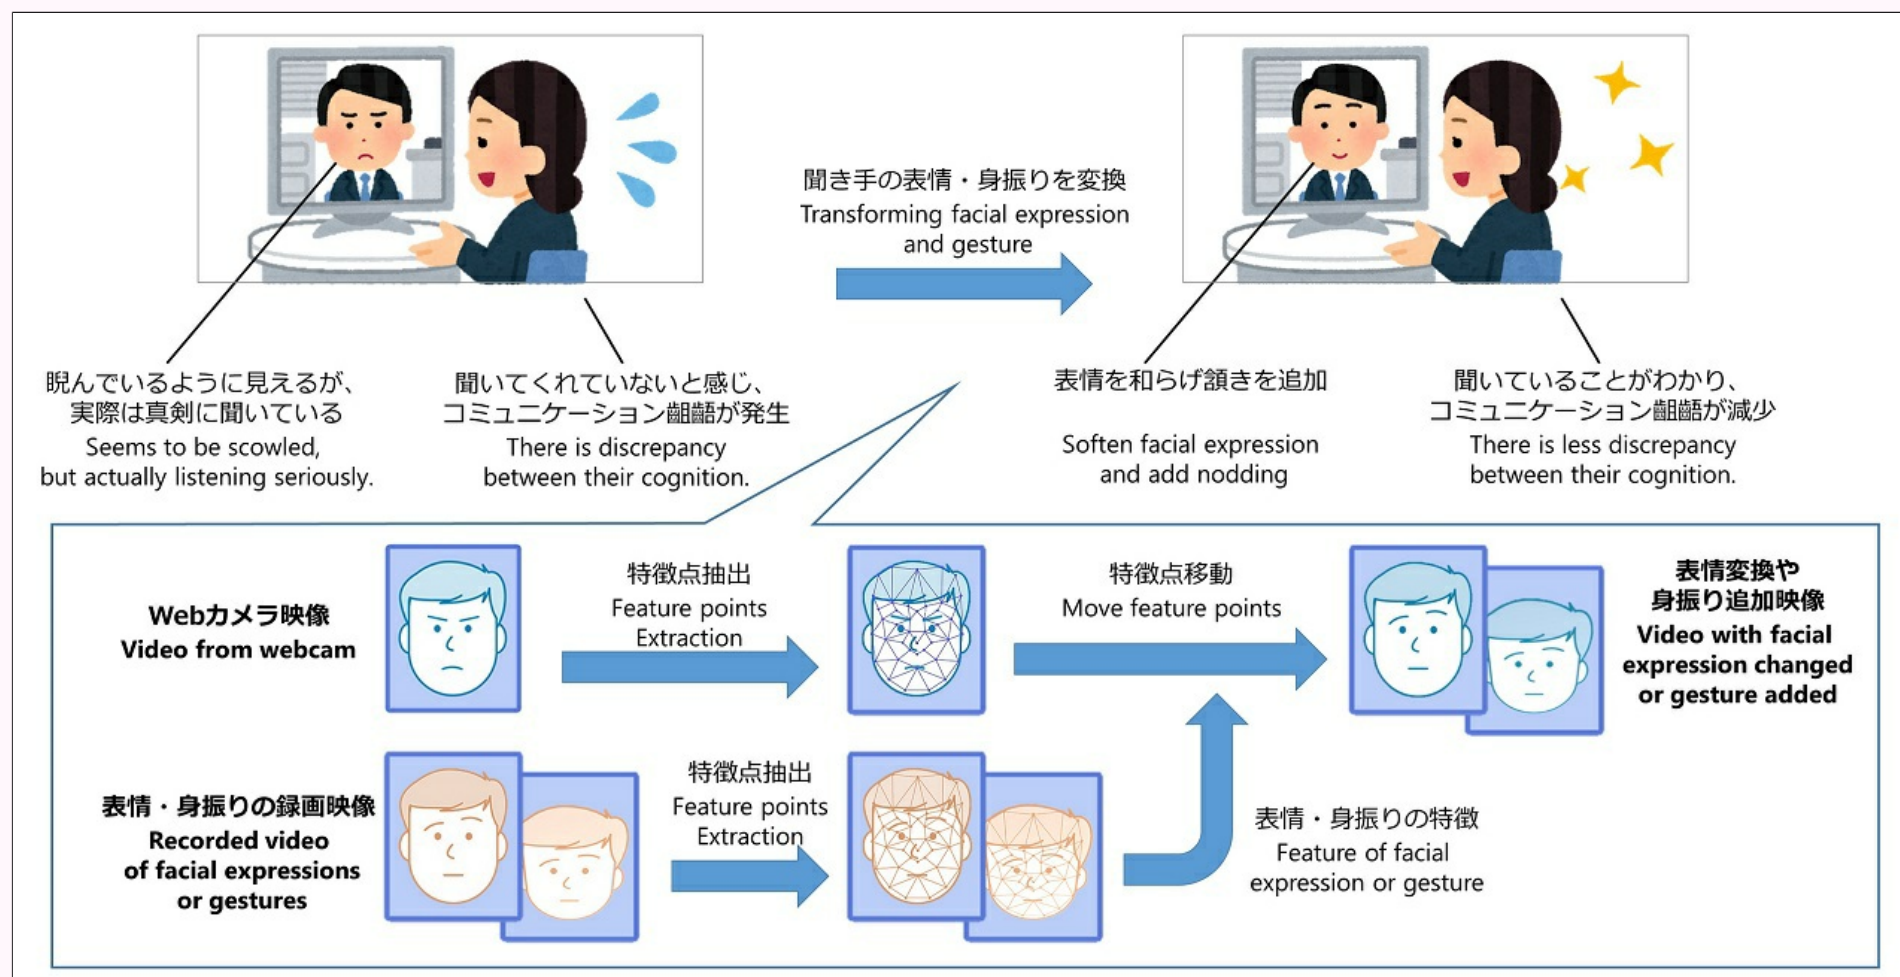 聞き手の表情・身振りを変換
Transforming facial expression
and gesture
睨んでいるように見えるが、
実際は真剣に聞いている
Seems to be scowled,
but actually listening seriously.
聞いてくれていないと感じ、
コミュニケーション齟齬が発生
There is discrepancy
between their cognition.
表情を和らげ頷きを追加
Soften facial expression
and add nodding
聞いていることがわかり、
コミュニケーション齟齬が減少
There is less discrepancy
between their cognition.
Webカメラ映像
Video from webcam
特徴点抽出
Feature points
Extraction
特徴点移動
Move feature points
表情変換や
身振り追加映像
Video with facial
expression changed
or gesture added
表情・身振りの録画映像
Recorded video
of facial expressions
or gestures
特徴点抽出
Feature points
Extraction
表情・身振りの特徴
Feature of facial
expression or gesture